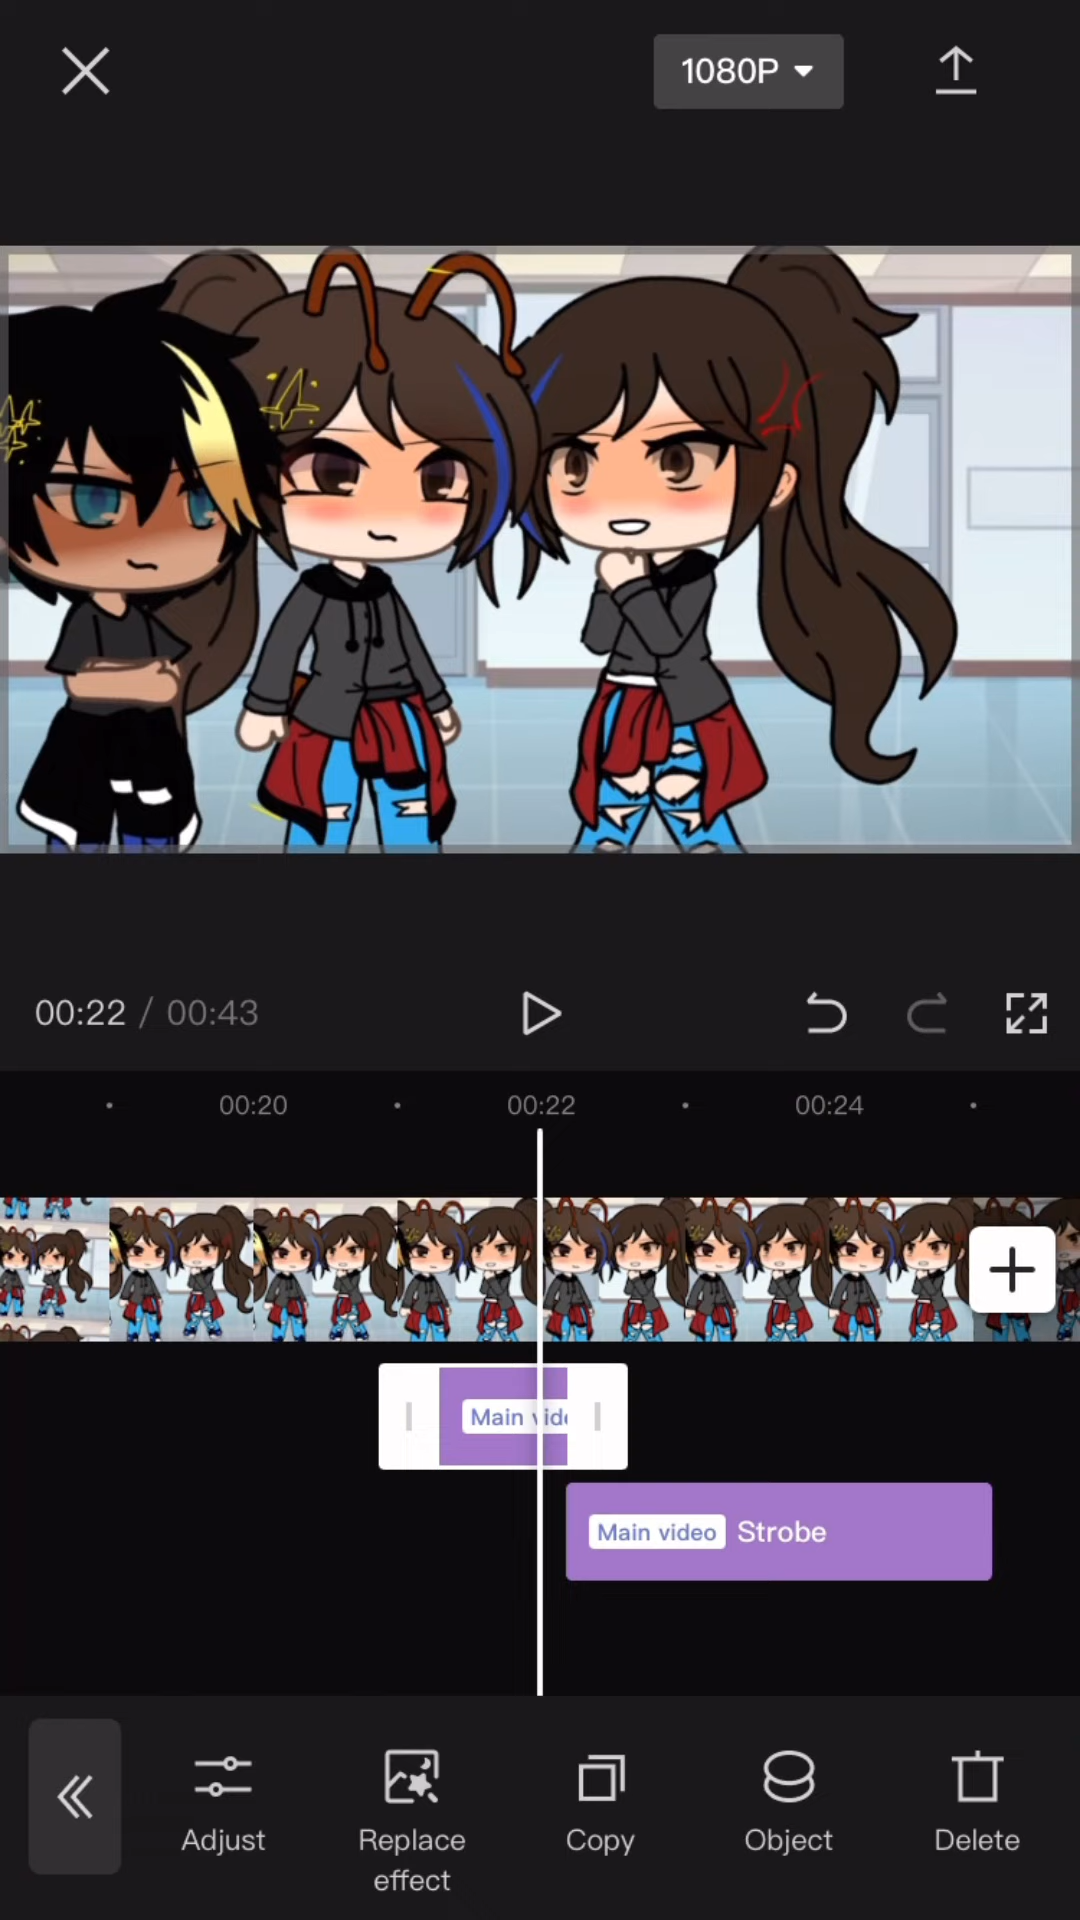 1080P
00:22 / 00:43
00:20
00:22
00:24
Main vide
Main video Strobe
Adjust
Replace
effect
Copy
Object
Delete